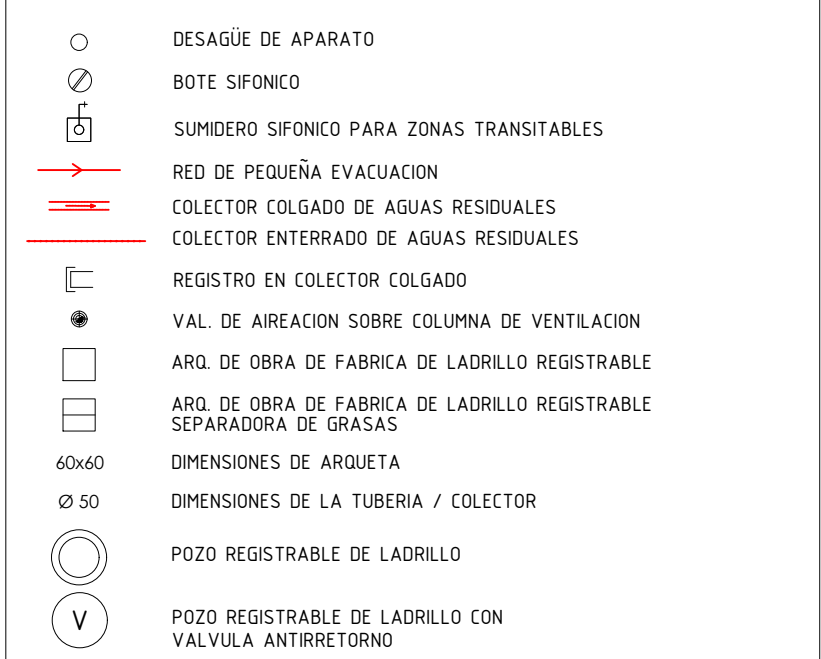 DESAGÜE DE APARATO
BOTE SIFONICO
SUMIDERO SIFONICO PARA ZONAS TRANSITABLES
RED DE PEQUEÑA EVACUACION
COLECTOR COLGADO DE AGUAS RESIDUALES
COLECTOR ENTERRADO DE AGUAS RESIDUALES
REGISTRO EN COLECTOR COLGADO
VAL. DE AIREACION SOBRE COLUMNA DE VENTILACION
ARQ. DE OBRA DE FABRICA DE LADRILLO REGISTRABLE
ARQ. DE OBRA DE FABRICA DE LADRILLO REGISTRABLE
SEPARADORA DE GRASAS
60x60 DIMENSIONES DE ARQUETA
Ø 50 DIMENSIONES DE LA TUBERIA / COLECTOR
POZO REGISTRABLE DE LADRILLO
V POZO REGISTRABLE DE LADRILLO CON
VALVULA ANTIRRETORNO